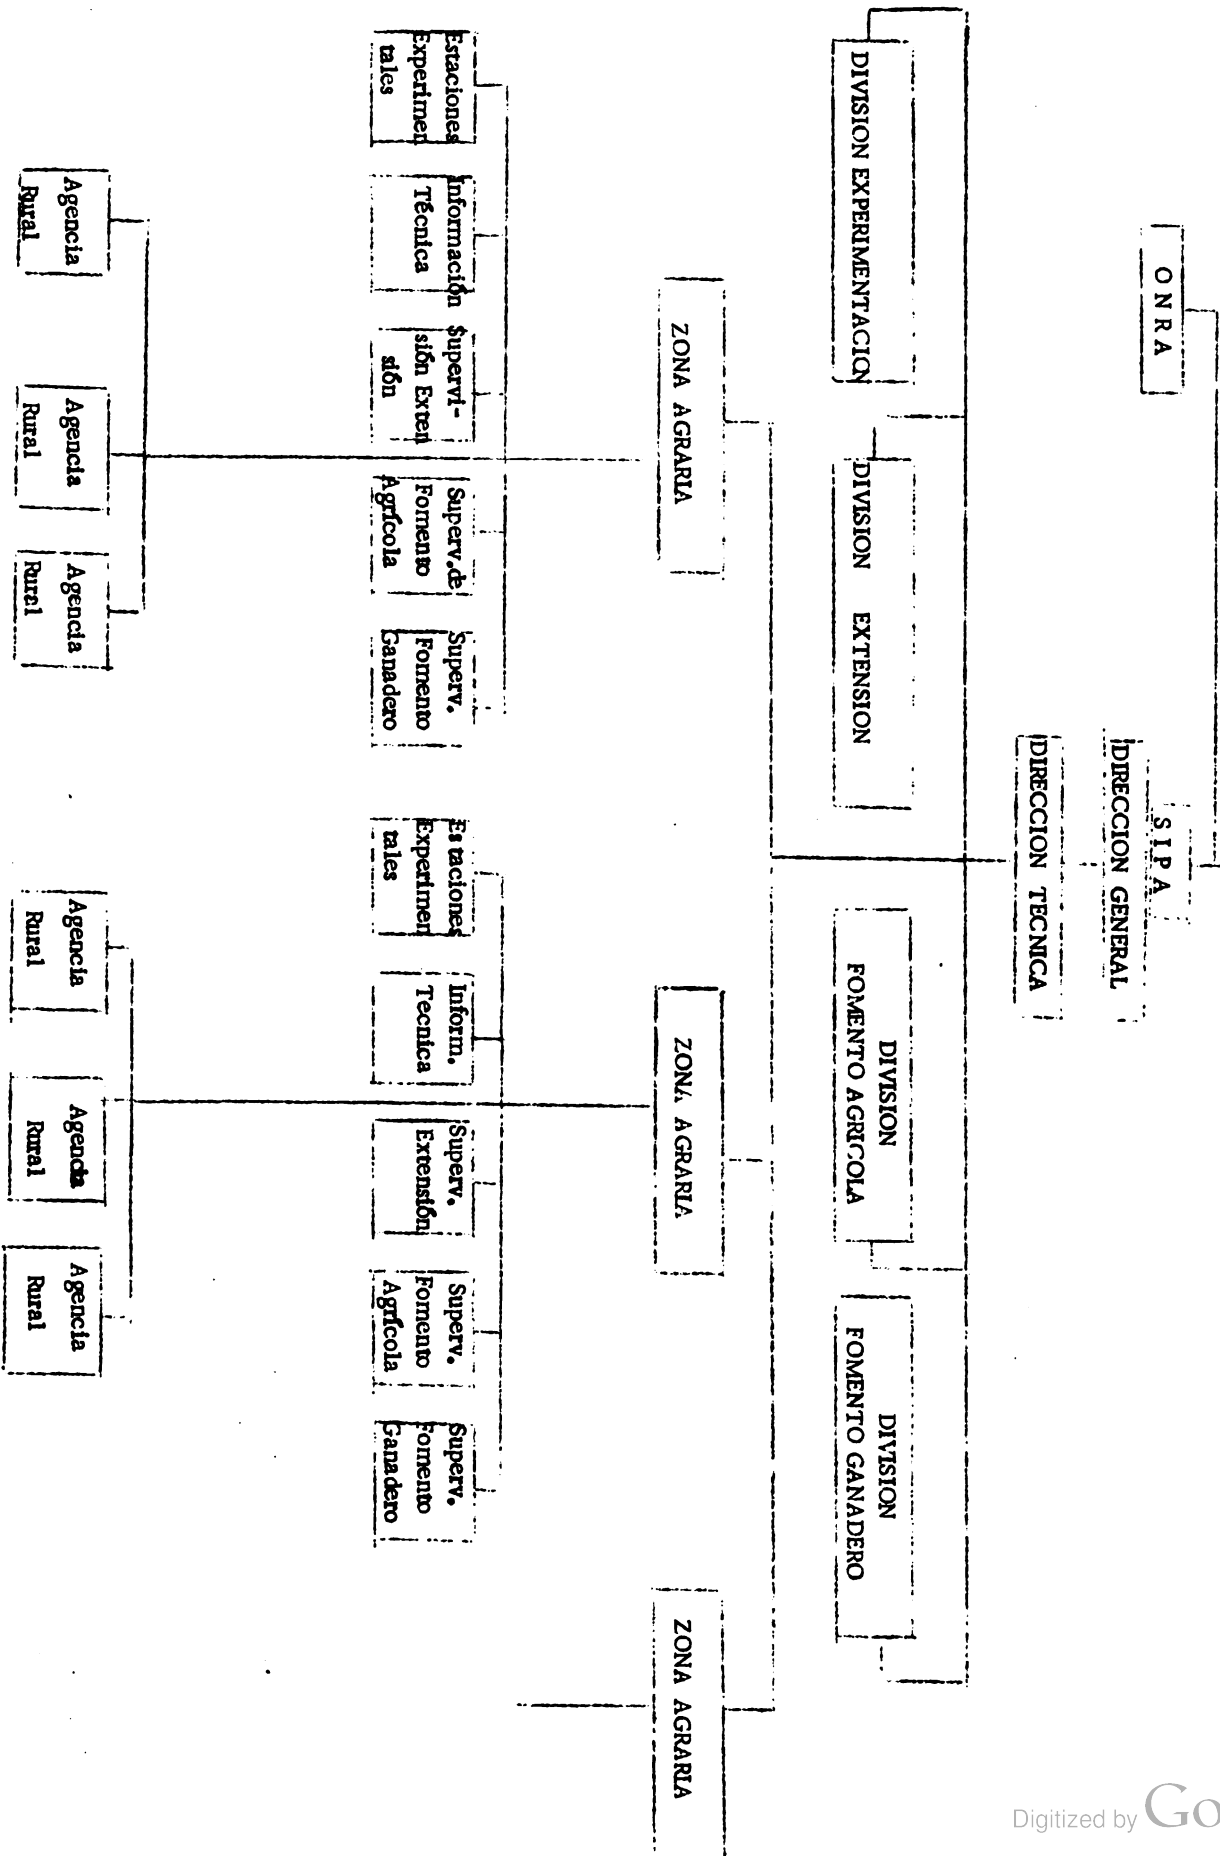 O N R A
S I P A
DIRECCION GENERAL
DIRECCION TECNICA
DIVISION EXPERIMENTACION
DIVISION EXTENSION
DIVISION
FOMENTO AGRICOLA
DIVISION
FOMENTO GANADERO
ZONA AGRARIA
ZONA AGRARIA
ZONA AGRARIA
Estaciones
Experimen
tales
Información
Técnica
Supervi-
sión Exten
sión
Superv.de
Fomento
Agrícola
Superv.
Fomento
Ganadero
Estaciones
Experimen
tales
Inform.
Tecnica
Superv.
Extensión
Superv.
Fomento
Agrícola
Superv.
Fomento
Ganadero
Agencia
Rural
Agencia
Rural
Agencia
Rural
Agencia
Rural
Agencia
Rural
Agencia
Rural
Digitized by Go